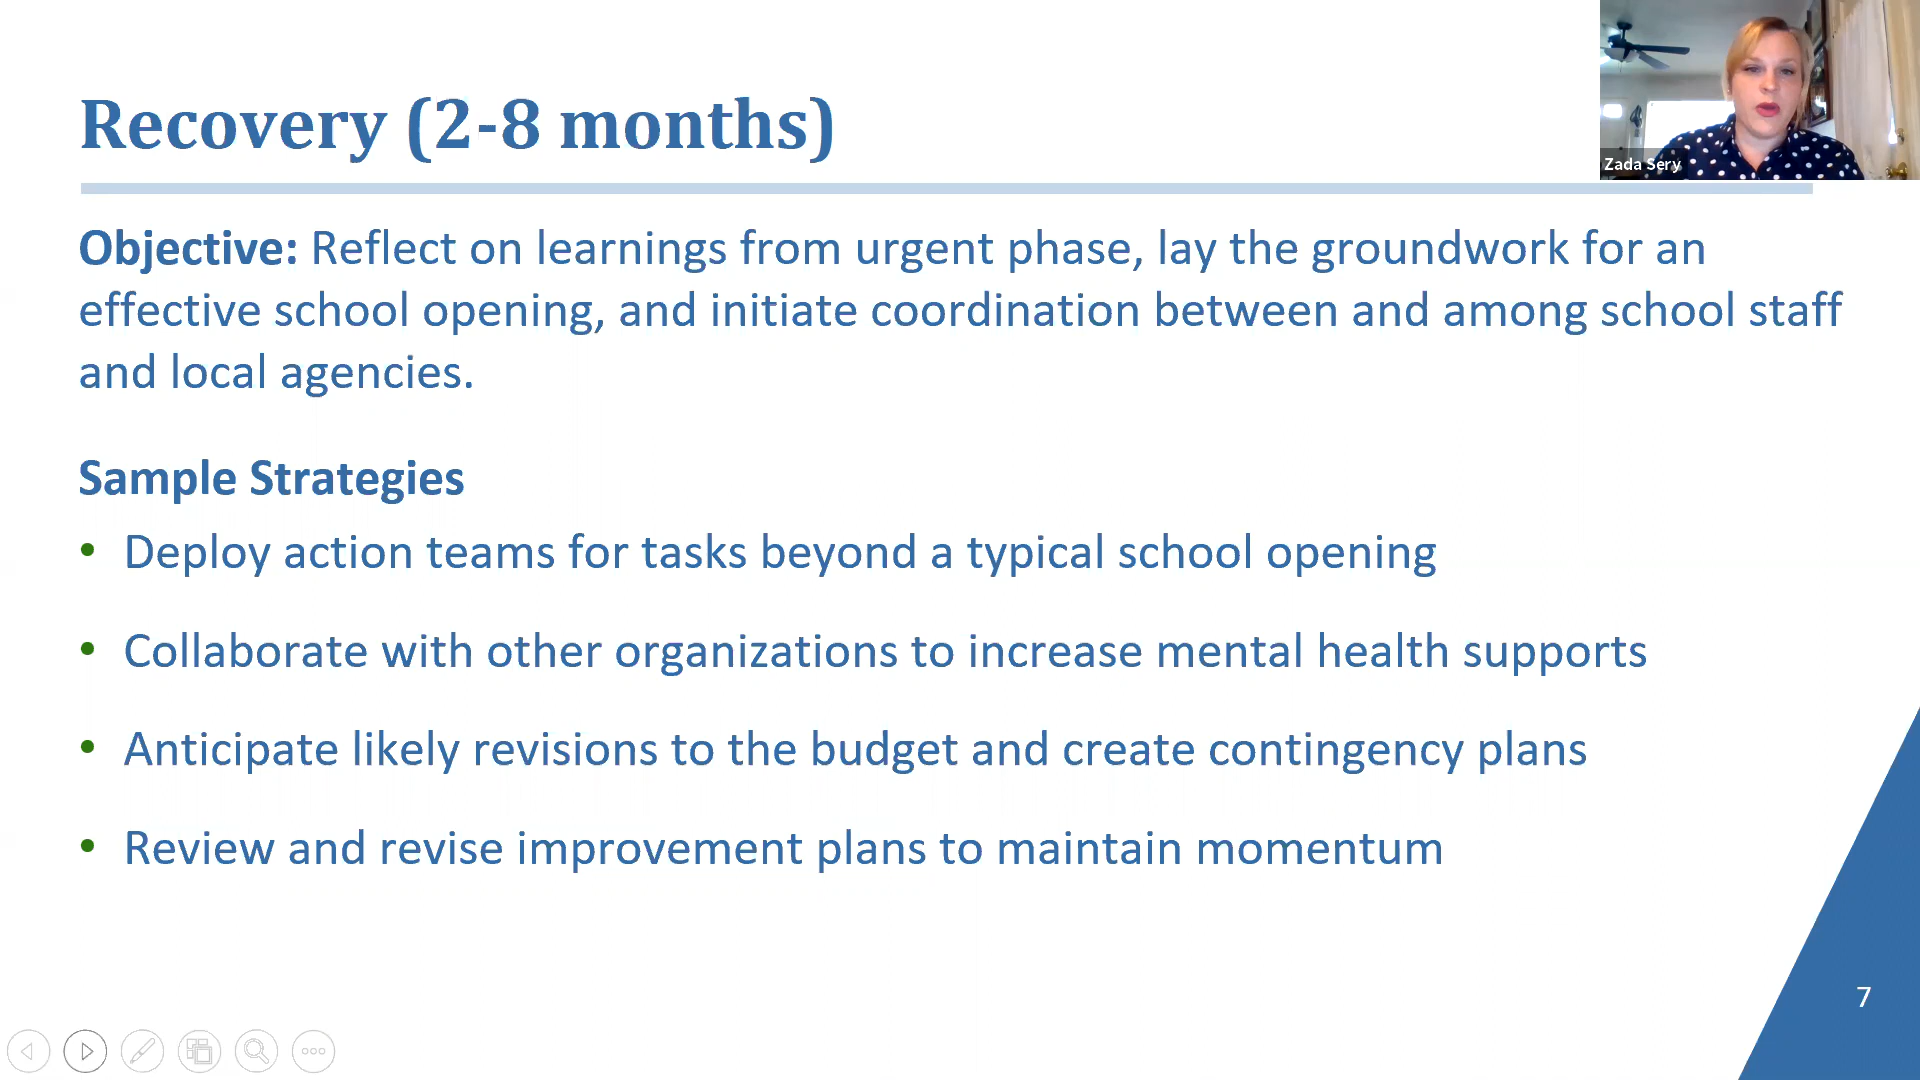 Recovery (2-8 months)
Zada Sery
Objective: Reflect on learnings from urgent phase, lay the groundwork for an
effective school opening, and initiate coordination between and among school staff
and local agencies.
Sample Strategies
• Deploy action teams for tasks beyond a typical school opening
• Collaborate with other organizations to increase mental health supports
• Anticipate likely revisions to the budget and create contingency plans
• Review and revise improvement plans to maintain momentum
7